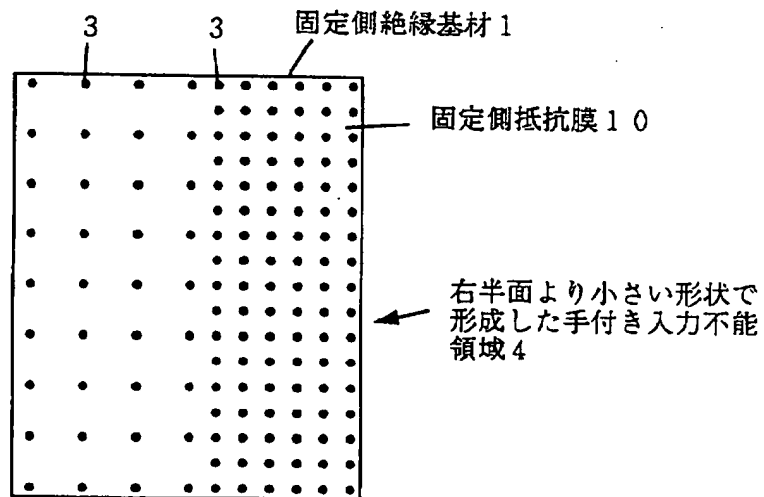 3
3
固定側絶縁基材1
固定側抵抗膜10
右半面より小さい形状で
形成した手付き入力不能
領域4